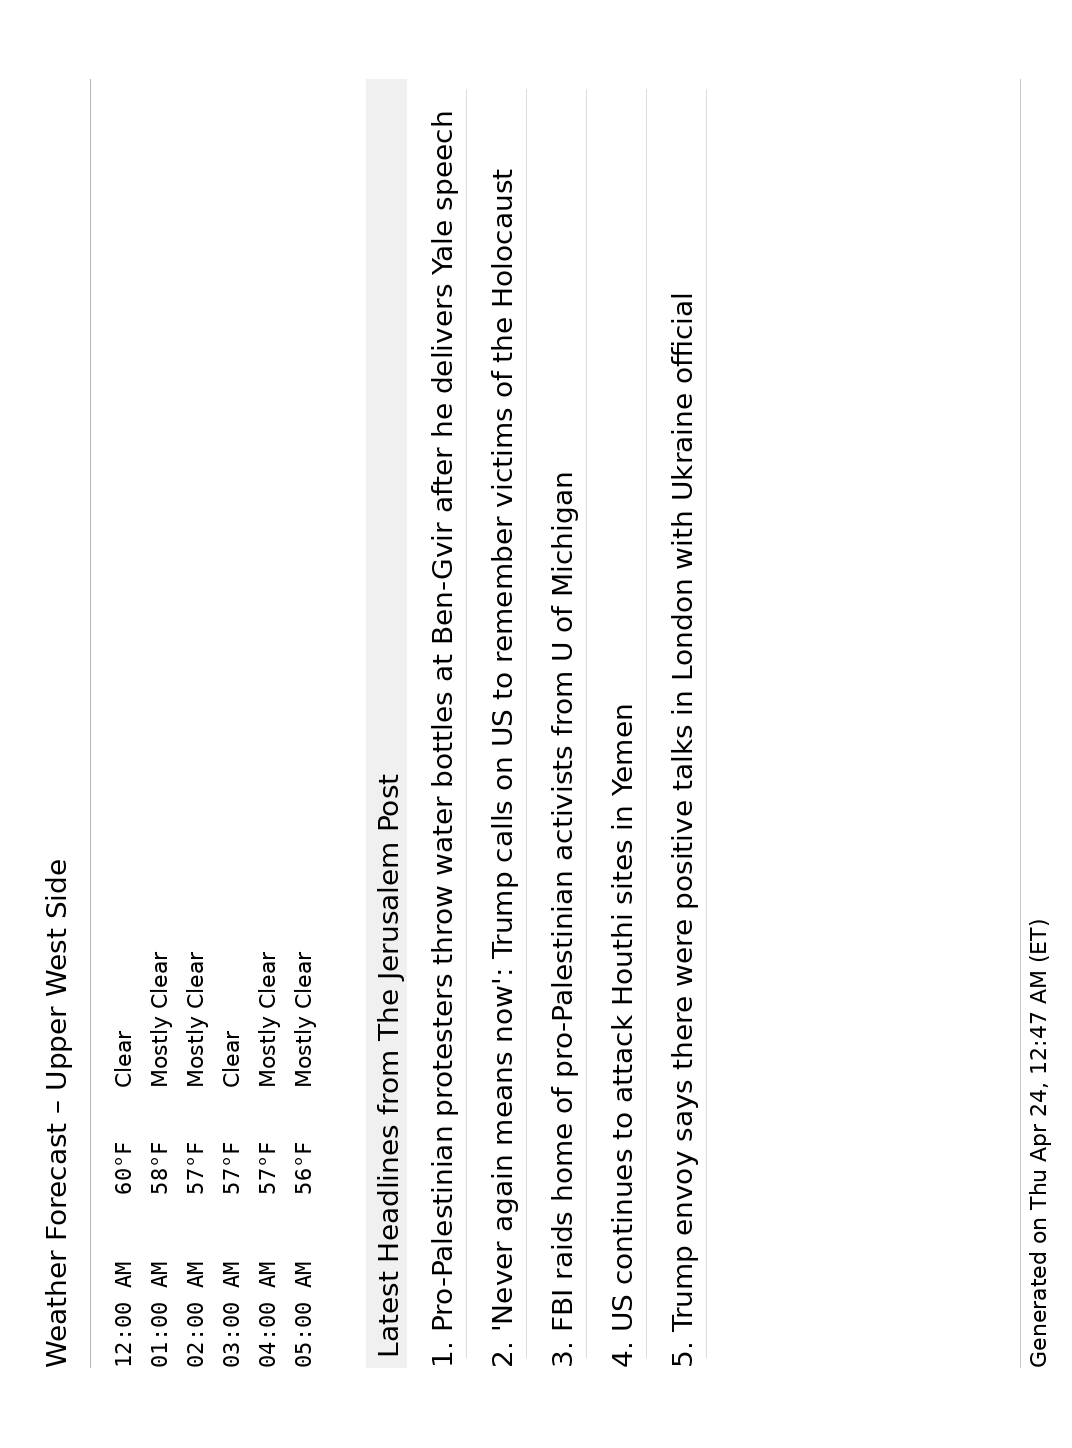 Weather Forecast – Upper West Side
12:00 AM 60°F Clear
01:00 AM 58°F Mostly Clear
02:00 AM 57°F Mostly Clear
03:00 AM 57°F Clear
04:00 AM 57°F Mostly Clear
05:00 AM 56°F Mostly Clear
Latest Headlines from The Jerusalem Post
1. Pro-Palestinian protesters throw water bottles at Ben-Gvir after he delivers Yale speech
2. 'Never again means now': Trump calls on US to remember victims of the Holocaust
3. FBI raids home of pro-Palestinian activists from U of Michigan
4. US continues to attack Houthi sites in Yemen
5. Trump envoy says there were positive talks in London with Ukraine official
Generated on Thu Apr 24, 12:47 AM (ET)